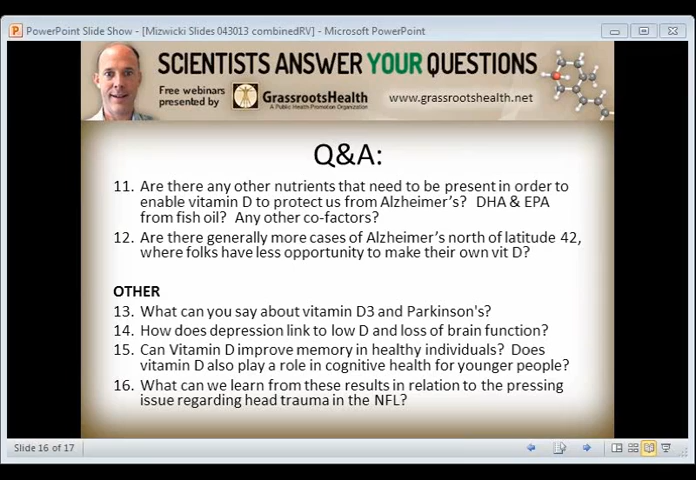 PowerPoint Slide Show - [Mizwicki Slides 043013 combinedRV] - Microsoft PowerPoint
SCIENTISTS ANSWER YOUR QUESTIONS
Free webinars
presented by
GrassrootsHealth
A Public Health Promotion Organization
www.grassrootshealth.net
Q&A:
11. Are there any other nutrients that need to be present in order to
enable vitamin D to protect us from Alzheimer's? DHA & EPA
from fish oil? Any other co-factors?
12. Are there generally more cases of Alzheimer's north of latitude 42,
where folks have less opportunity to make their own vit D?
OTHER
13. What can you say about vitamin D3 and Parkinson's?
14. How does depression link to low D and loss of brain function?
15. Can Vitamin D improve memory in healthy individuals? Does
vitamin D also play a role in cognitive health for younger people?
16. What can we learn from these results in relation to the pressing
issue regarding head trauma in the NFL?
Slide 16 of 17